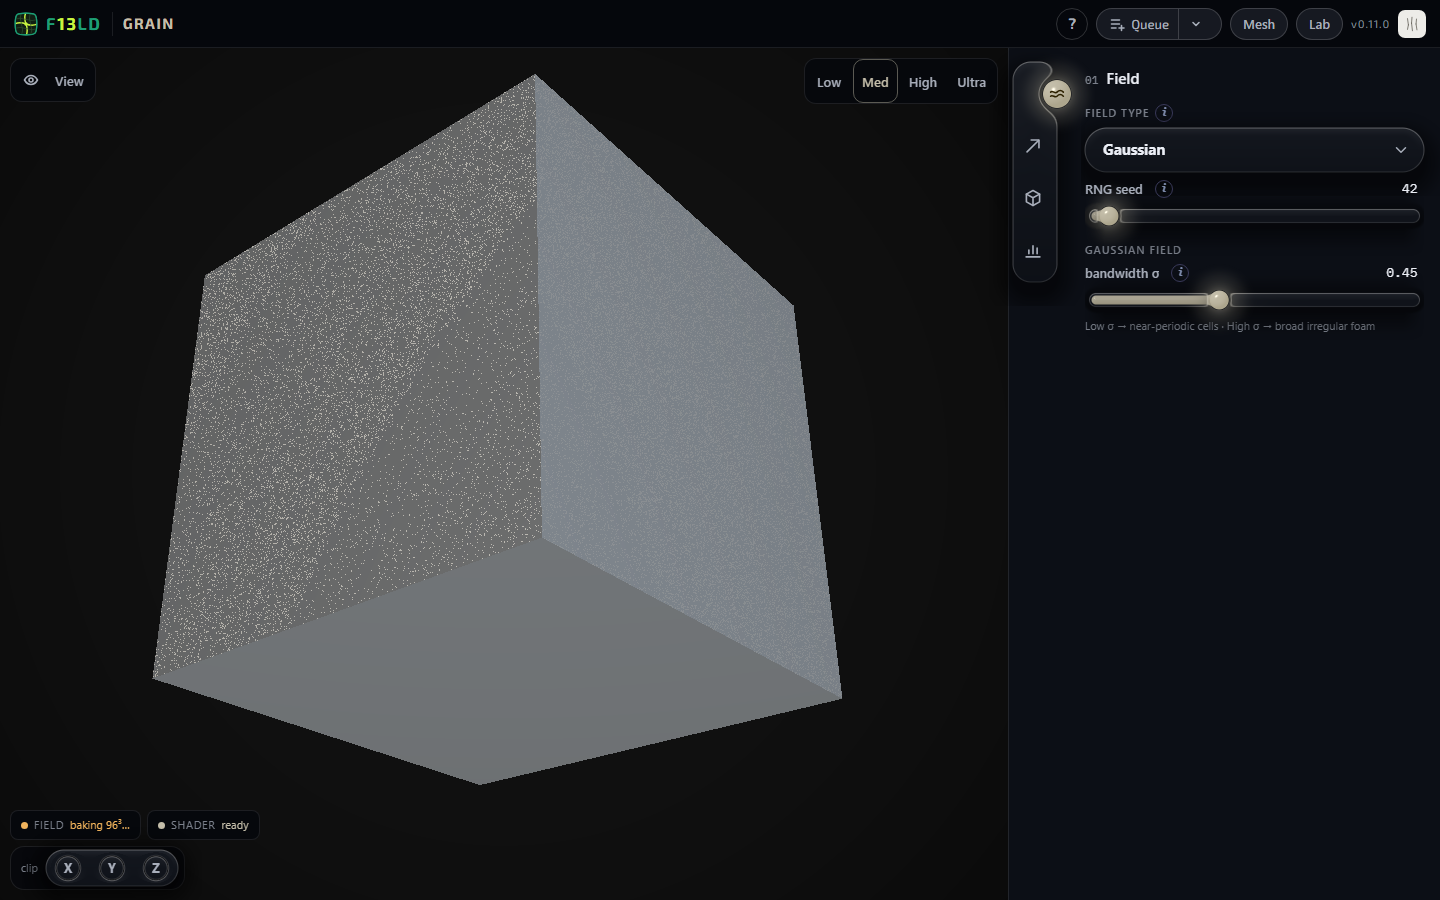 F13LD GRAIN
? Queue Mesh Lab v0.11.0
View
Low Med High Ultra
01 Field
FIELD TYPE i
Gaussian
RNG seed i 42
GAUSSIAN FIELD
bandwidth σ i 0.45
Low σ → near-periodic cells · High σ → broad irregular foam
FIELD baking 96³… SHADER ready
clip X Y Z